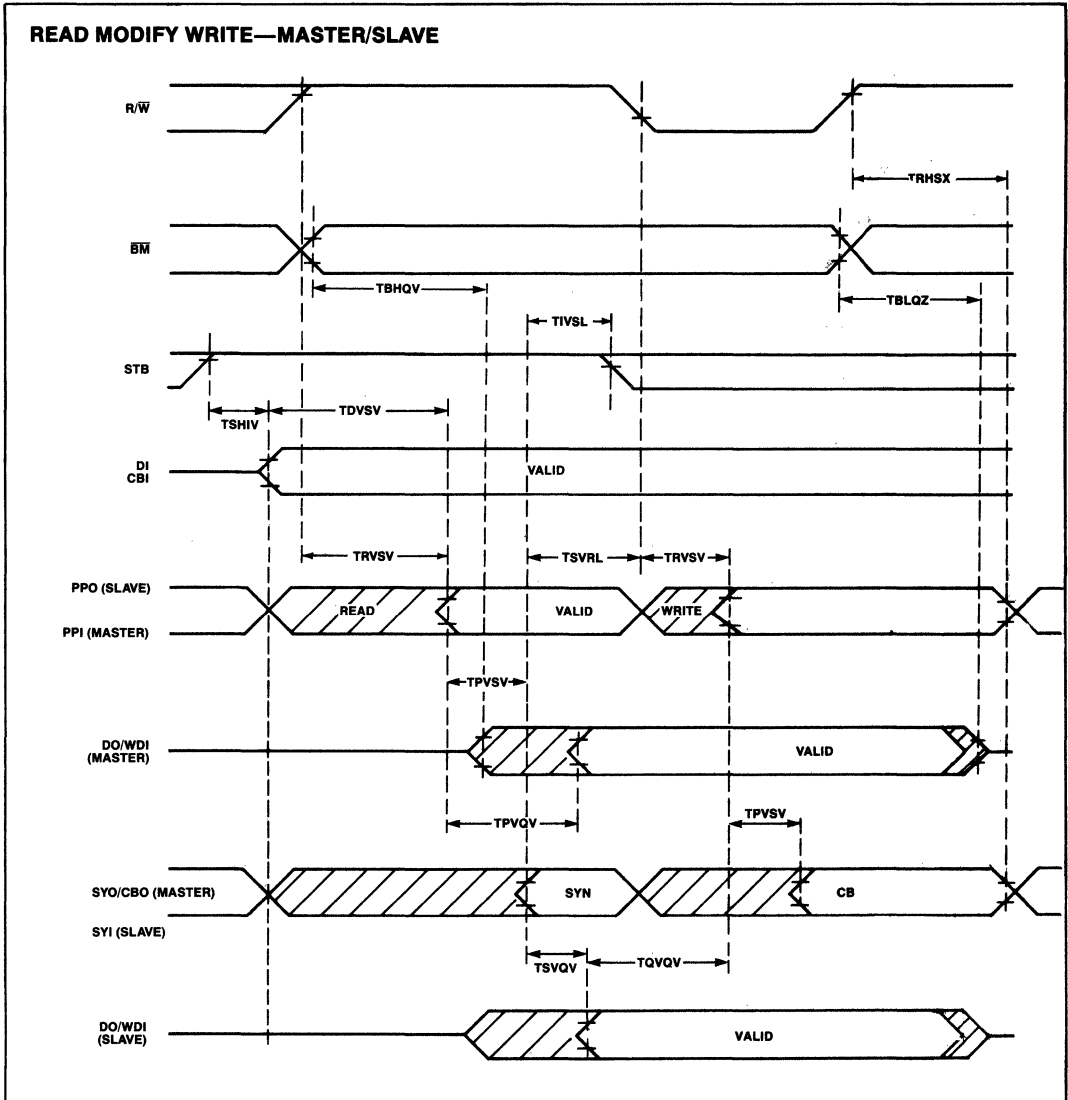 READ MODIFY WRITE—MASTER/SLAVE
R/W̅
TRHSX
B̅M̅
TBHQV
TBLQZ
TIVSL
STB
TSHIV
TDVSV
DI
CBI
VALID
TRVSV
TSVRL
TRVSV
PPO (SLAVE)
READ
VALID
WRITE
PPI (MASTER)
TPVSV
DO/WDI
(MASTER)
VALID
TPVQV
TPVSV
SYO/CBO (MASTER)
SYN
CB
SYI (SLAVE)
TSVQV
TQVQV
DO/WDI
(SLAVE)
VALID